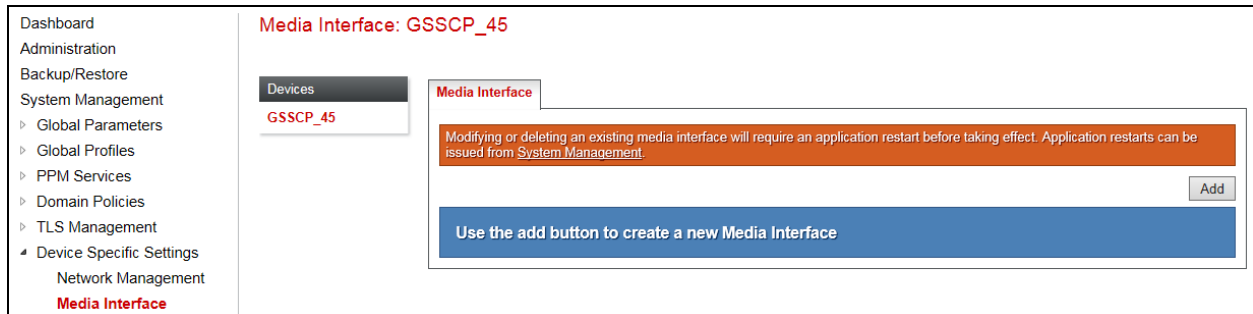 Dashboard
Administration
Backup/Restore
System Management
Global Parameters
Global Profiles
PPM Services
Domain Policies
TLS Management
Device Specific Settings
Network Management
Media Interface
Media Interface: GSSCP_45
Devices
GSSCP_45
Media Interface
Modifying or deleting an existing media interface will require an application restart before taking effect. Application restarts can be
issued from System Management.
Add
Use the add button to create a new Media Interface